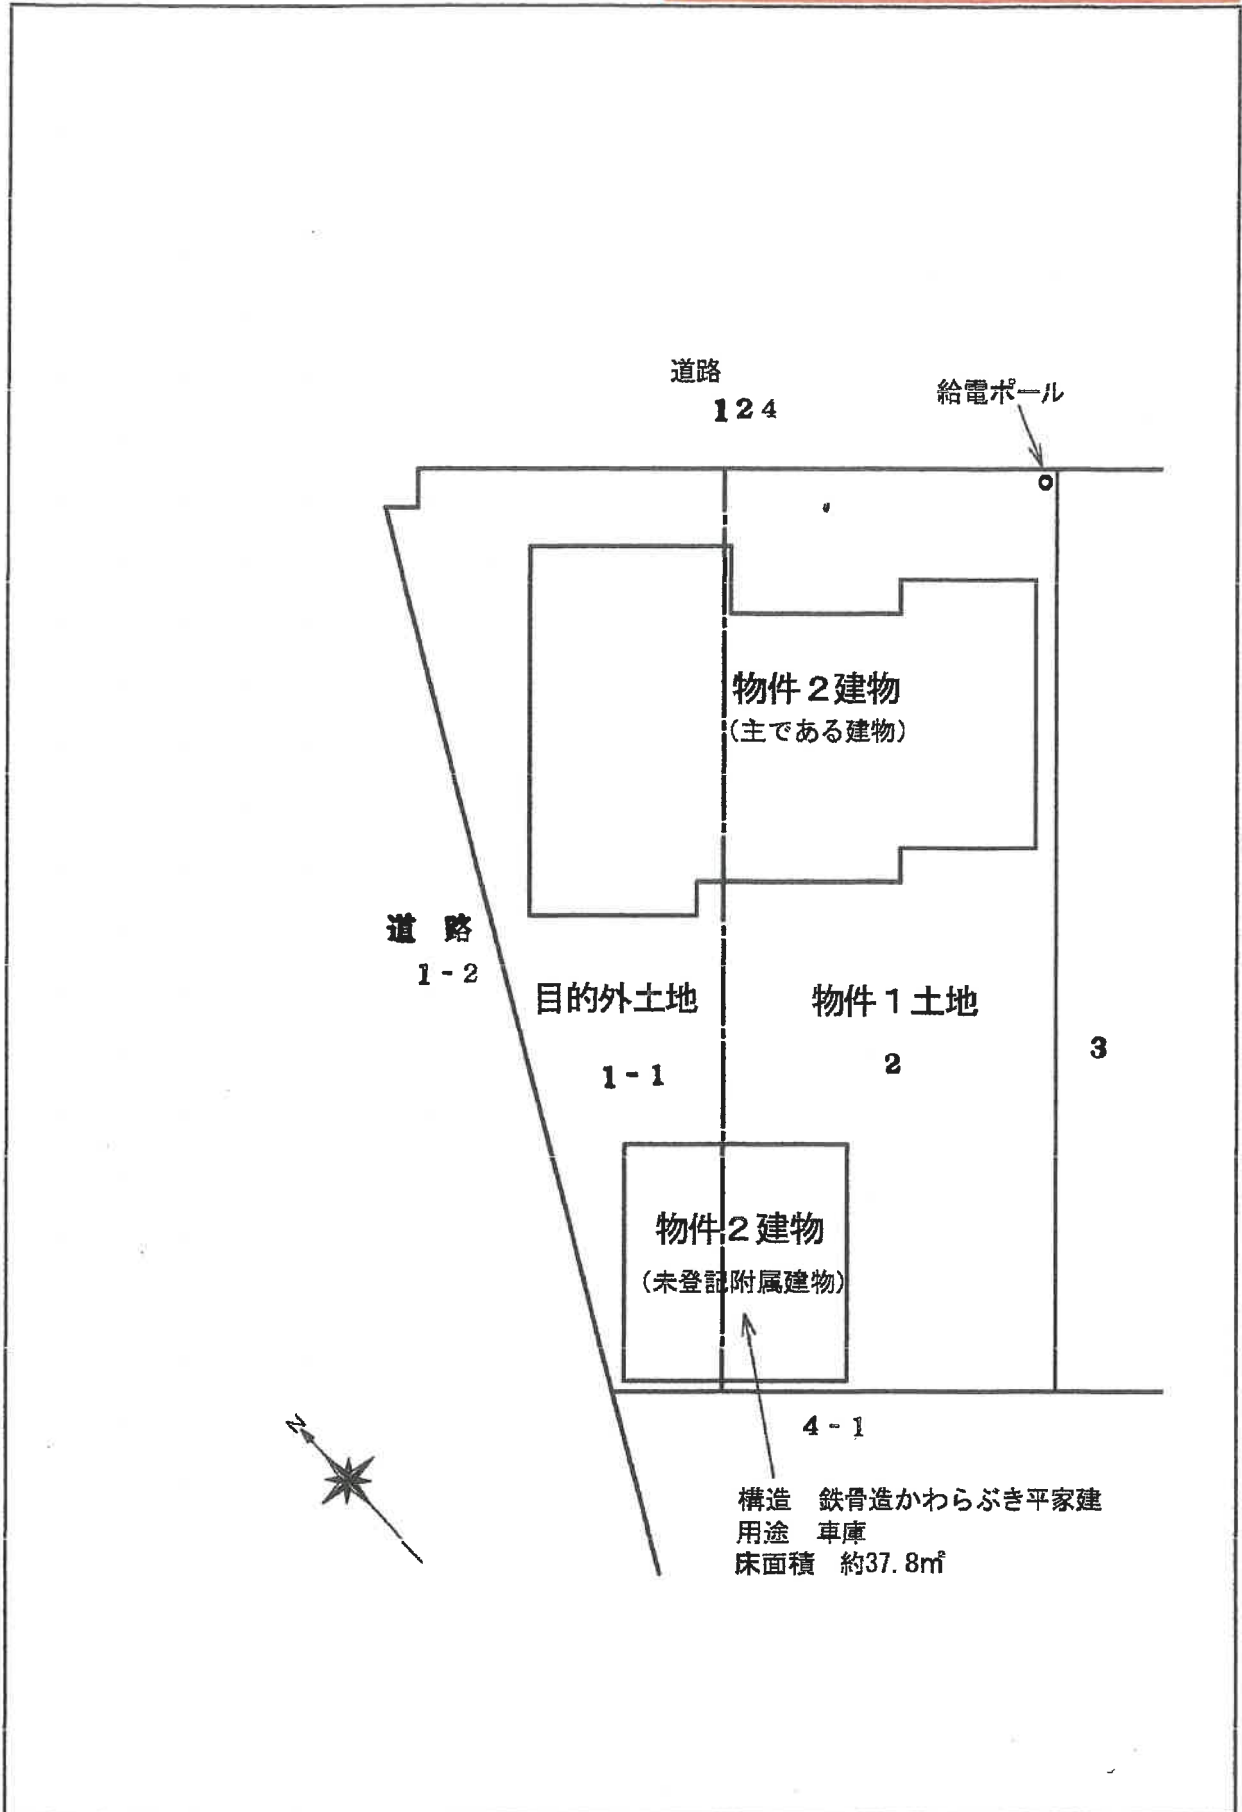 道路
124
給電ポール
物件2建物
(主である建物)
道路
1-2
目的外土地
物件1土地
1-1
2
3
物件2建物
(未登記附属建物)
4-1
N
構造 鉄骨造かわらぶき平家建
用途 車庫
床面積 約37.8㎡